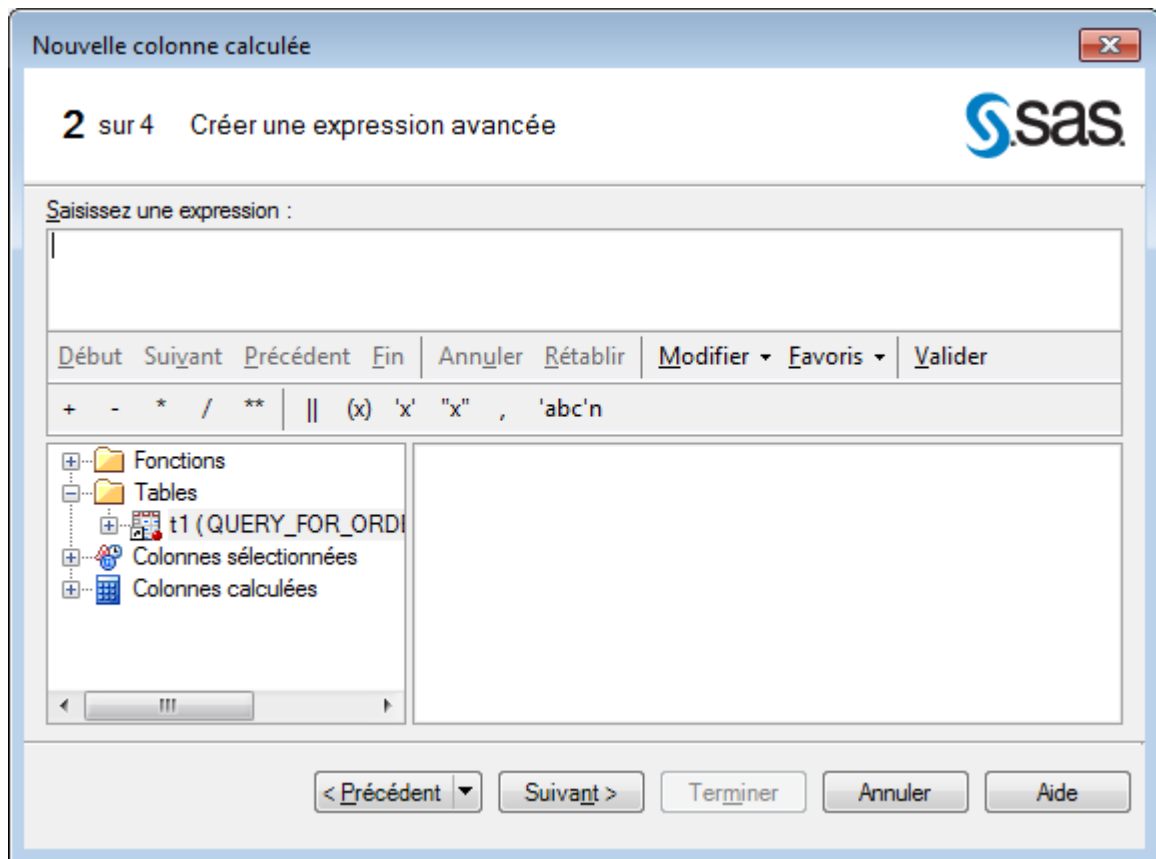 Nouvelle colonne calculée
2 sur 4 Créer une expression avancée
sas
Saisissez une expression :
Début Suivant Précédent Fin Annuler Rétablir Modifier Favoris Valider
+ - * / ** || (x) 'x' "x" , 'abc'n
Fonctions
Tables
t1 (QUERY_FOR_ORDE
Colonnes sélectionnées
Colonnes calculées
< Précédent Suivant > Terminer Annuler Aide